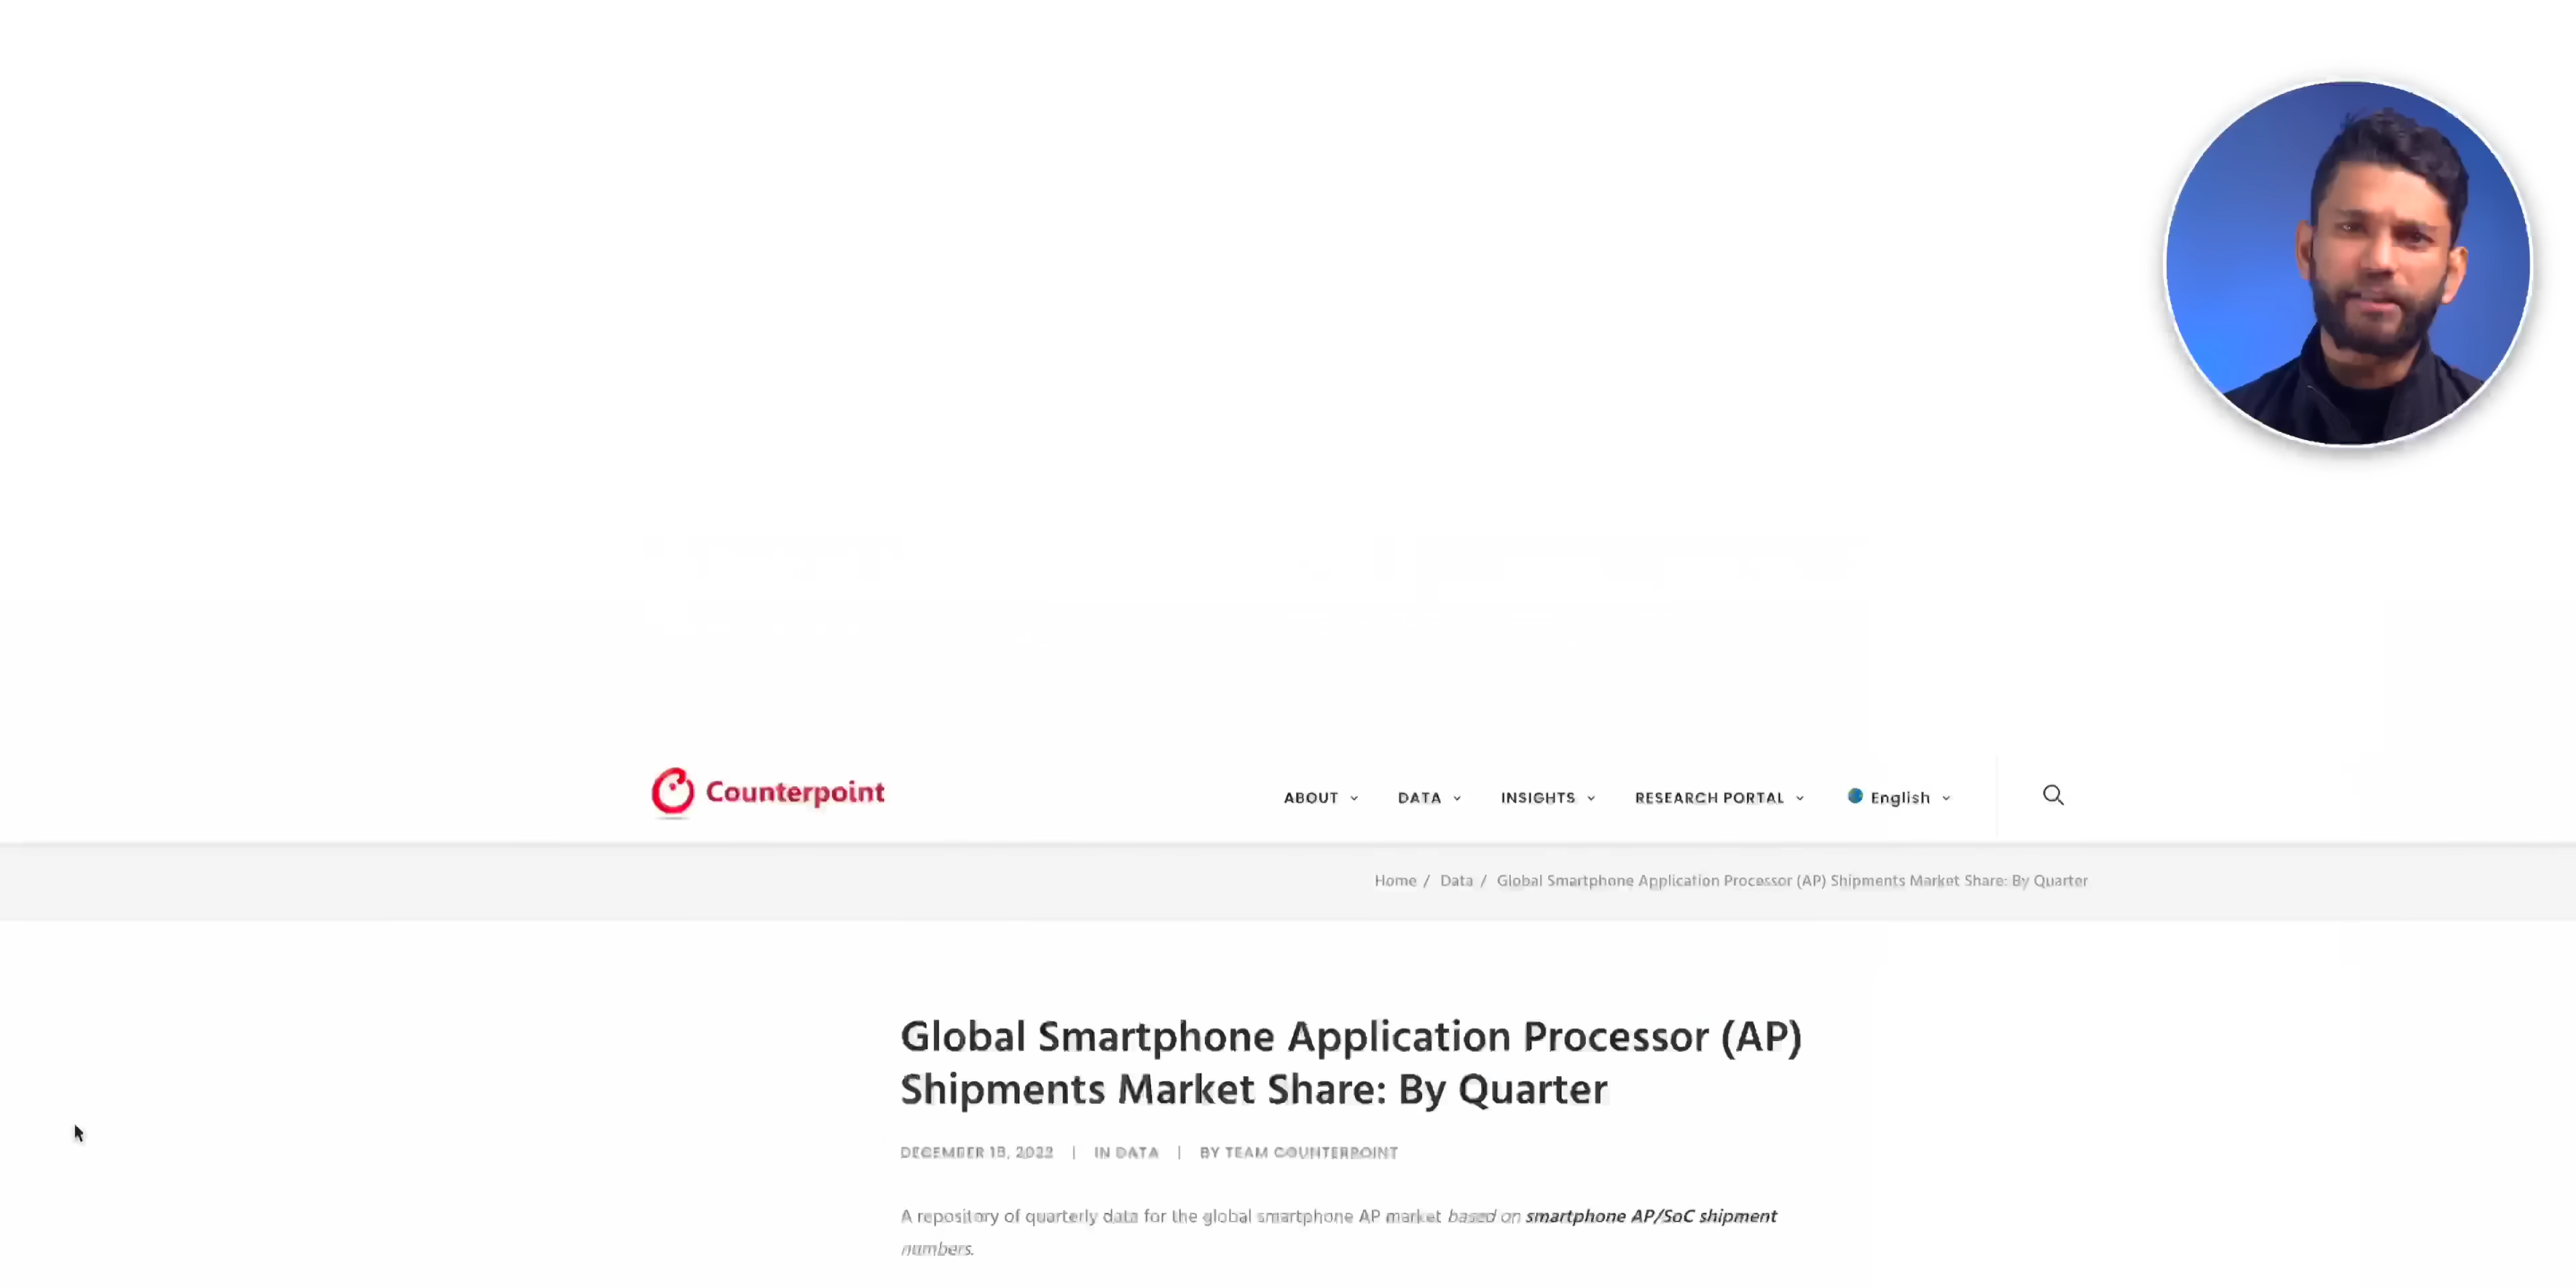 Counterpoint
ABOUT DATA INSIGHTS RESEARCH PORTAL English
Home / Data / Global Smartphone Application Processor (AP) Shipments Market Share: By Quarter
Global Smartphone Application Processor (AP)
Shipments Market Share: By Quarter
DECEMBER 18, 2022 | IN DATA | BY TEAM COUNTERPOINT
A repository of quarterly data for the global smartphone AP market based on smartphone AP/SoC shipment
numbers.